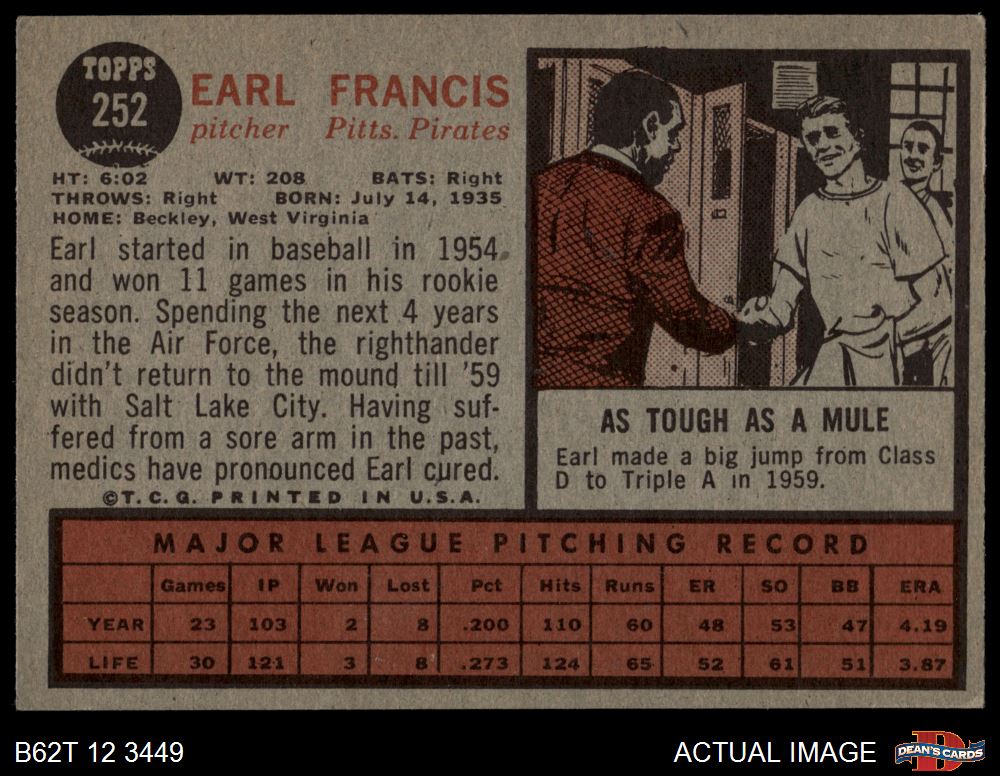 TOPPS
252
EARL FRANCIS
pitcher Pitts. Pirates
HT: 6:02 WT: 208 BATS: Right
THROWS: Right BORN: July 14, 1935
HOME: Beckley, West Virginia
Earl started in baseball in 1954
and won 11 games in his rookie
season. Spending the next 4 years
in the Air Force, the righthander
didn't return to the mound till '59
with Salt Lake City. Having suf-
fered from a sore arm in the past,
medics have pronounced Earl cured.
©T.C.G. PRINTED IN U.S.A.
AS TOUGH AS A MULE
Earl made a big jump from Class
D to Triple A in 1959.
MAJOR LEAGUE PITCHING RECORD
Games IP Won Lost Pct Hits Runs ER SO BB ERA
YEAR 23 103 2 8 .200 110 60 48 53 47 4.19
LIFE 30 121 3 8 .273 124 65 52 61 51 3.87
B62T 12 3449
ACTUAL IMAGE
D
DEAN'S CARDS